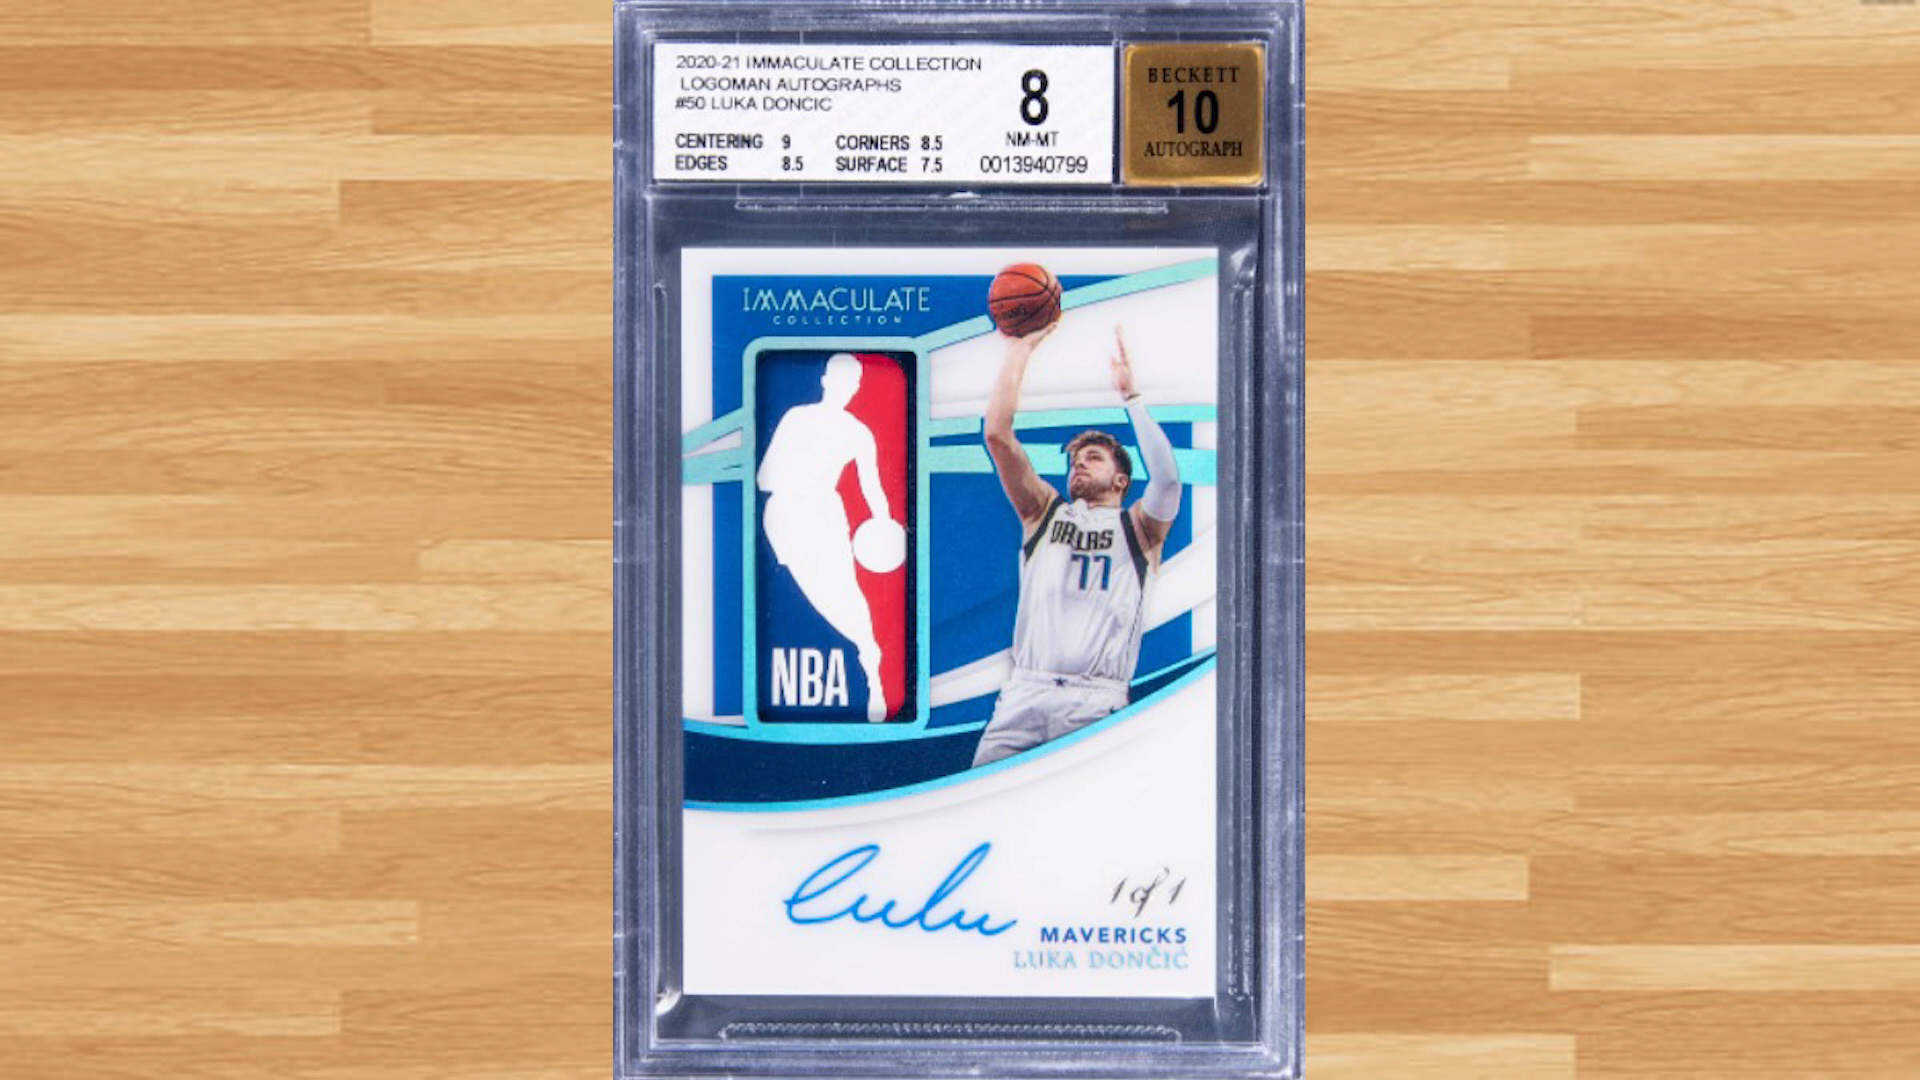 2020-21 IMMACULATE COLLECTION
LOGOMAN AUTOGRAPHS
#50 LUKA DONCIC
CENTERING 9 CORNERS 8.5
EDGES 8.5 SURFACE 7.5
8
NM-MT
0013940799
BECKETT
10
AUTOGRAPH
IMMACULATE
COLLECTION
NBA
DALLAS
77
1 of 1
MAVERICKS
LUKA DONČIĆ